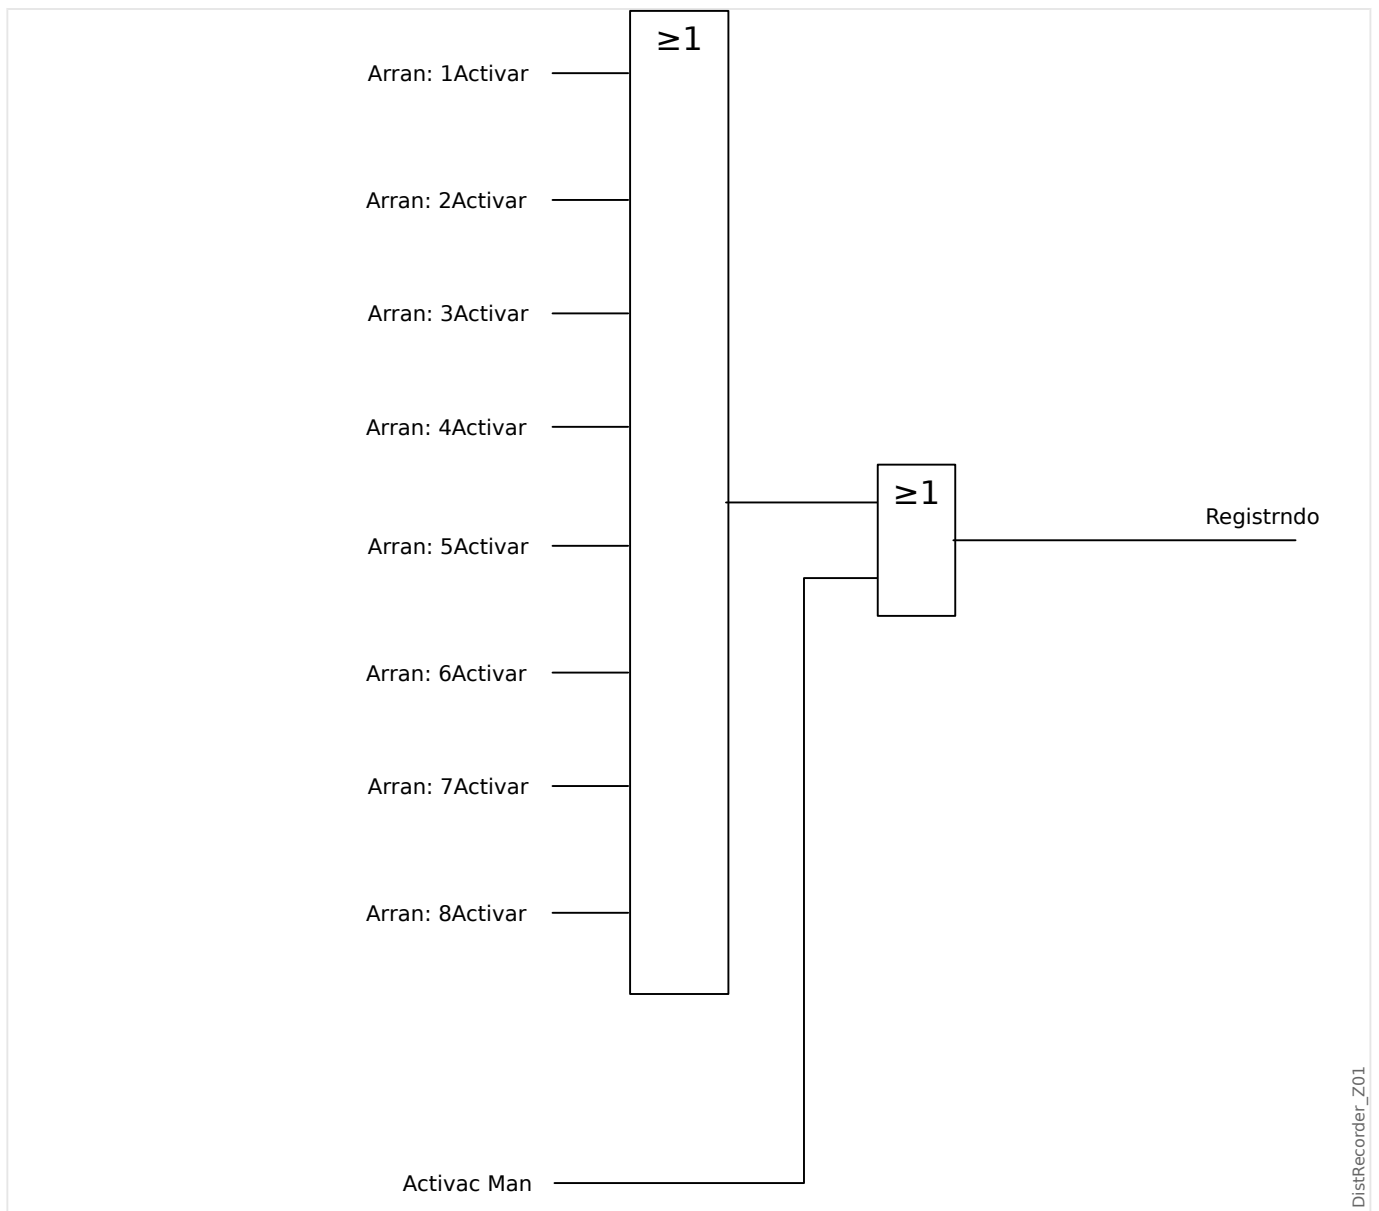 ≥1
Arran: 1Activar
Arran: 2Activar
Arran: 3Activar
Arran: 4Activar
≥1
Registrndo
Arran: 5Activar
Arran: 6Activar
Arran: 7Activar
Arran: 8Activar
Activac Man
DistRecorder_Z01